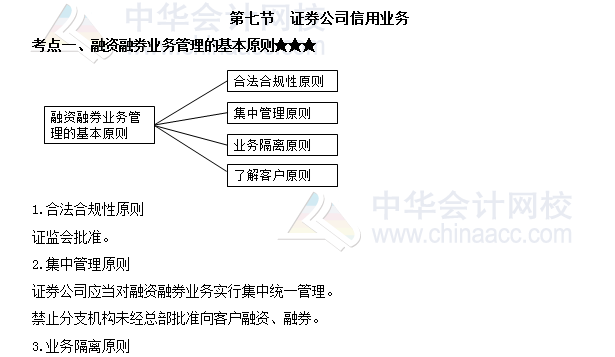 第七节　证券公司信用业务
考点一、融资融券业务管理的基本原则★★★
融资融券业务管
理的基本原则
合法合规性原则
集中管理原则
业务隔离原则
了解客户原则
1.合法合规性原则
证监会批准。
2.集中管理原则
证券公司应当对融资融券业务实行集中统一管理。
禁止分支机构未经总部批准向客户融资、融券。
3.业务隔离原则
中华会计网校
www.chinaacc.com
中华会计网校
www.chinaacc.com